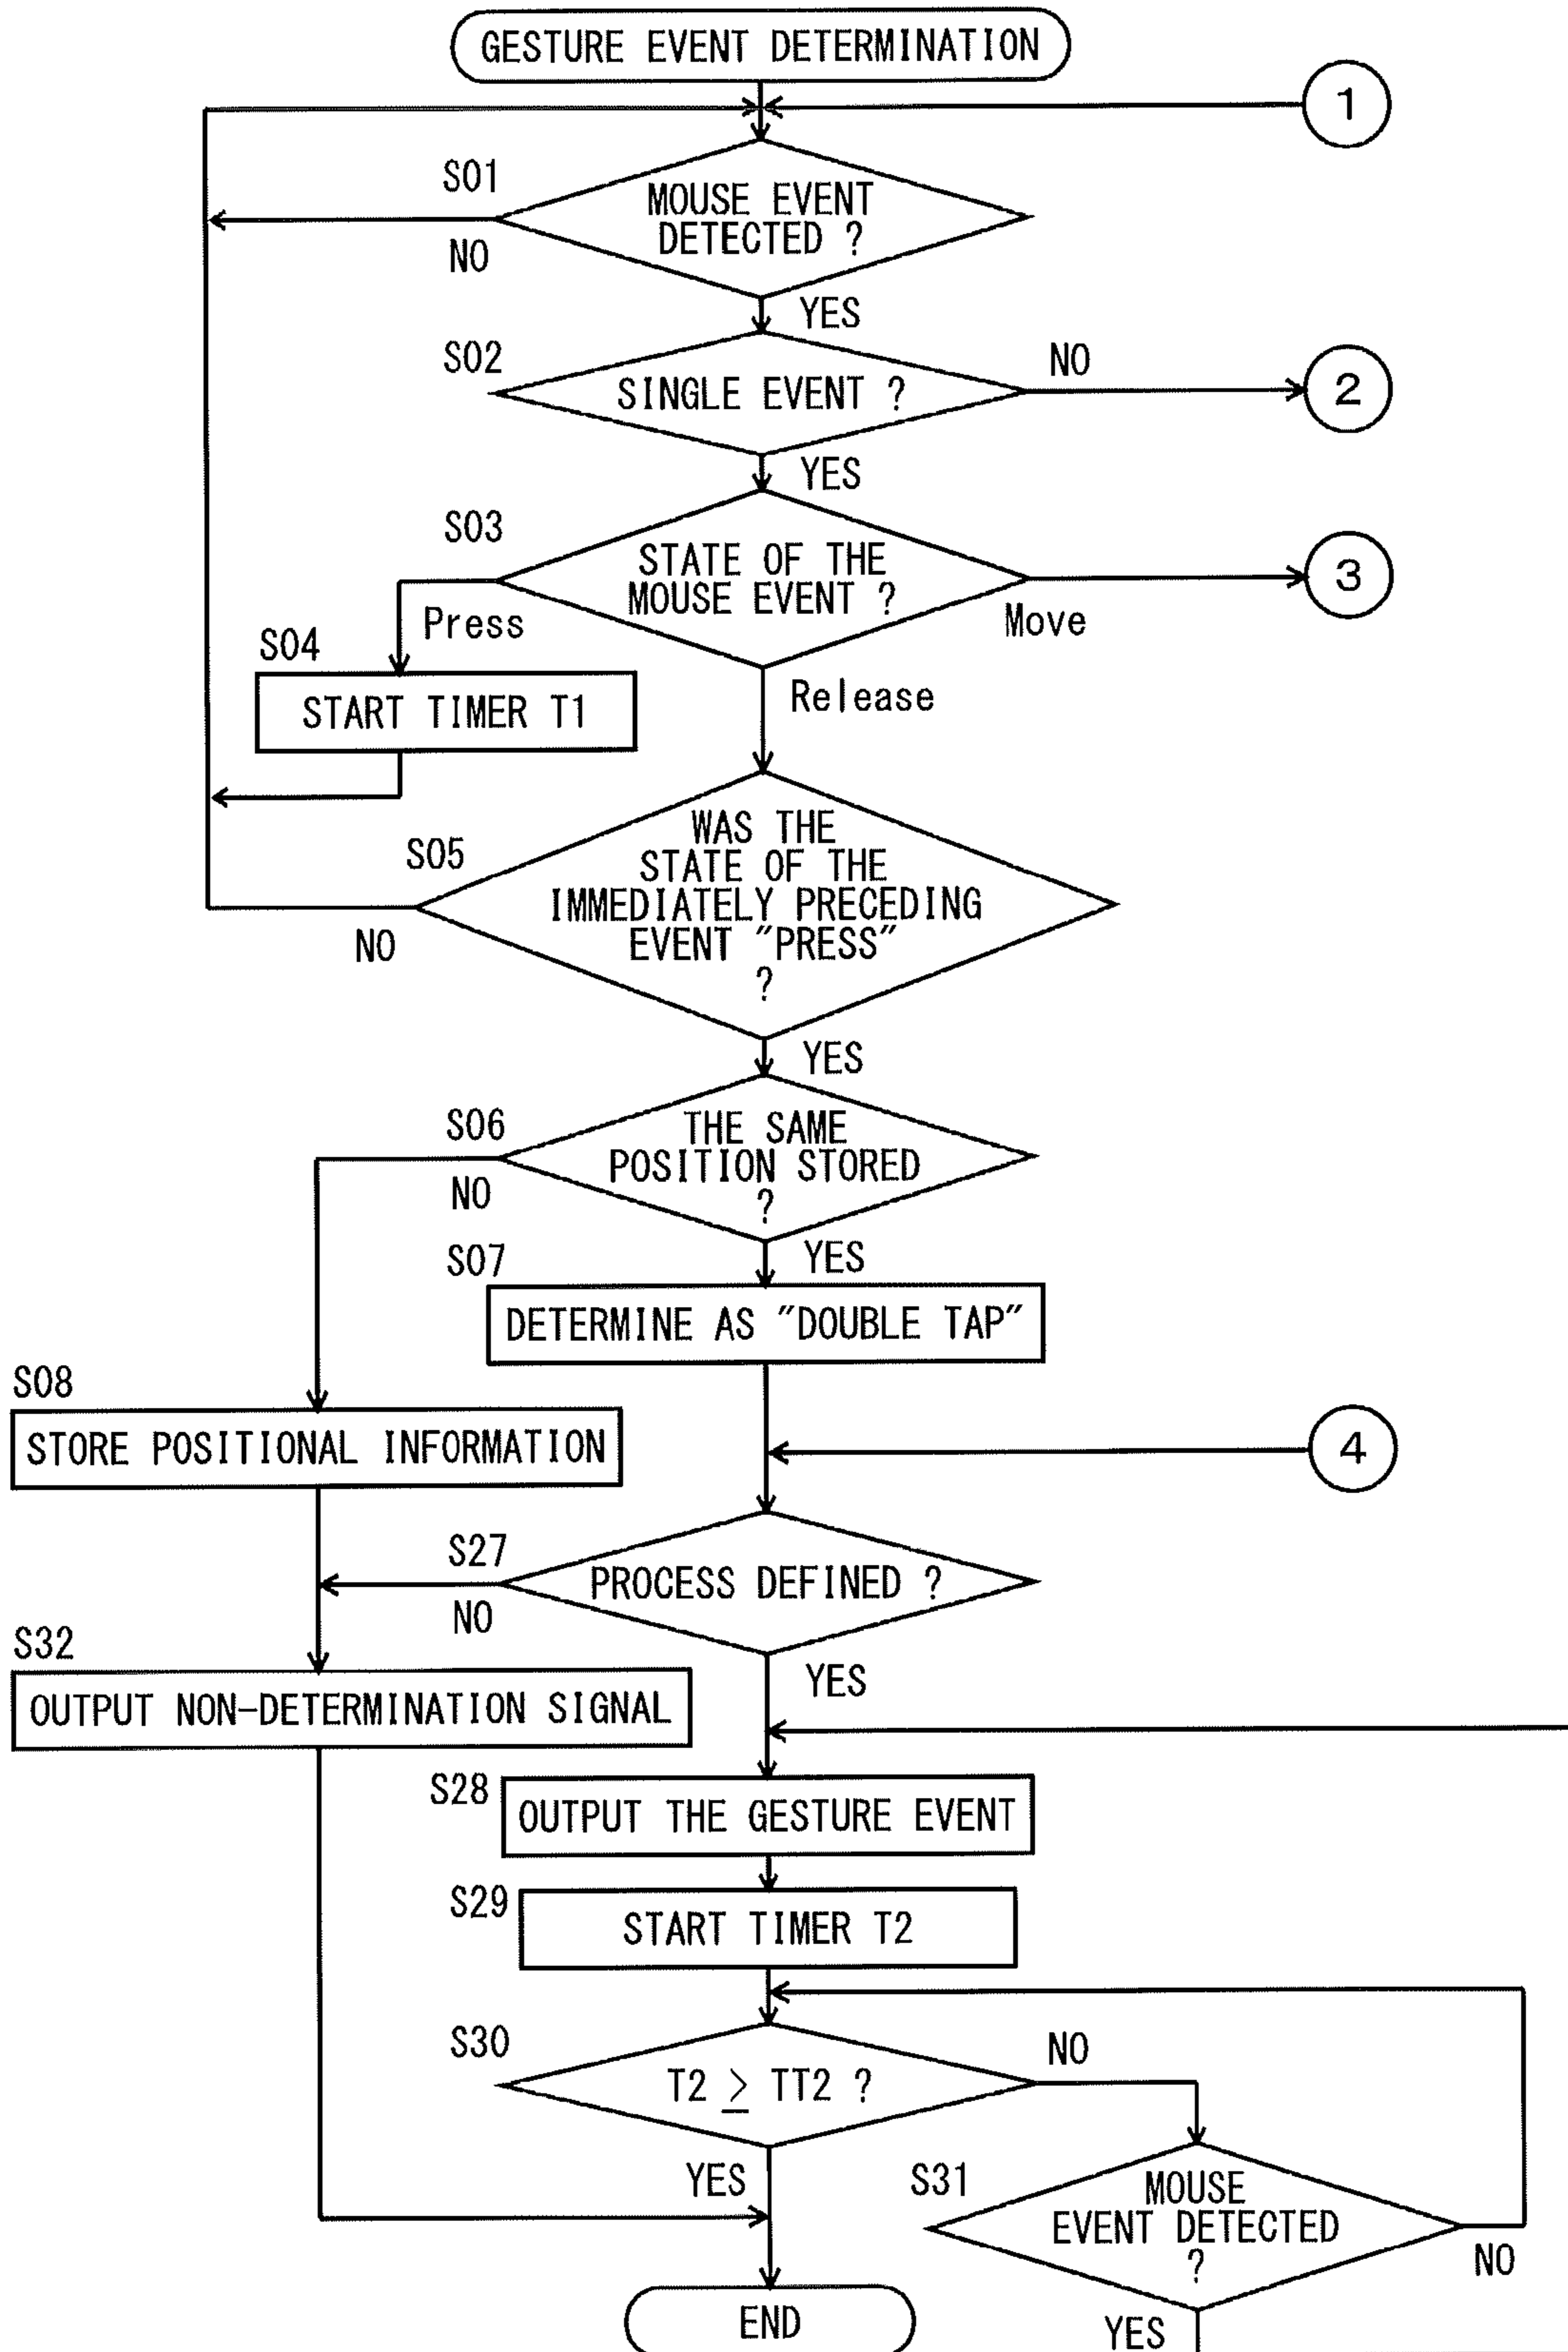 GESTURE EVENT DETERMINATION
1
S01
MOUSE EVENT
DETECTED ?
NO
YES
S02
SINGLE EVENT ?
NO
2
YES
S03
STATE OF THE
MOUSE EVENT ?
3
Press
Move
S04
START TIMER T1
Release
S05
WAS THE
STATE OF THE
IMMEDIATELY PRECEDING
EVENT "PRESS"
?
NO
YES
S06
THE SAME
POSITION STORED
?
NO
YES
S07
DETERMINE AS "DOUBLE TAP"
S08
STORE POSITIONAL INFORMATION
4
S27
PROCESS DEFINED ?
NO
YES
S32
OUTPUT NON-DETERMINATION SIGNAL
S28
OUTPUT THE GESTURE EVENT
S29
START TIMER T2
S30
T2 ≥ TT2 ?
NO
YES
S31
MOUSE
EVENT DETECTED
?
NO
YES
END